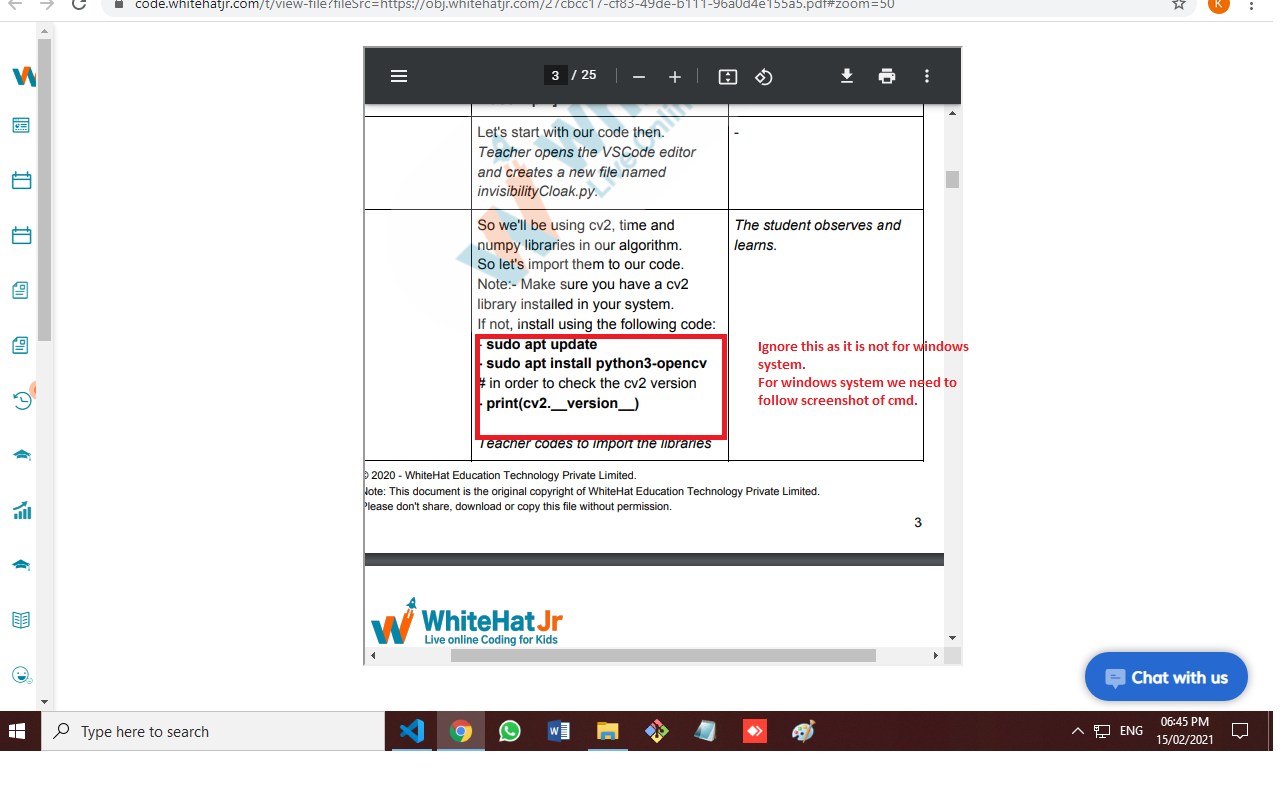 code.whitehatjr.com/t/view-file?fileSrc=https://obj.whitehatjr.com/27cbcc17-cf83-49de-b111-96a0d4e155a5.pdf#zoom=50
K
3 / 25
Let's start with our code then.
Teacher opens the VSCode editor
and creates a new file named
invisibilityCloak.py.
-
So we'll be using cv2, time and
numpy libraries in our algorithm.
So let's import them to our code.
Note:- Make sure you have a cv2
library installed in your system.
If not, install using the following code:
- sudo apt update
- sudo apt install python3-opencv
# in order to check the cv2 version
- print(cv2.__version__)
Teacher codes to import the libraries
The student observes and
learns.
Ignore this as it is not for windows
system.
For windows system we need to
follow screenshot of cmd.
© 2020 - WhiteHat Education Technology Private Limited.
Note: This document is the original copyright of WhiteHat Education Technology Private Limited.
Please don't share, download or copy this file without permission.
3
WhiteHat Jr
Live online Coding for Kids
Chat with us
Type here to search
ENG
06:45 PM
15/02/2021